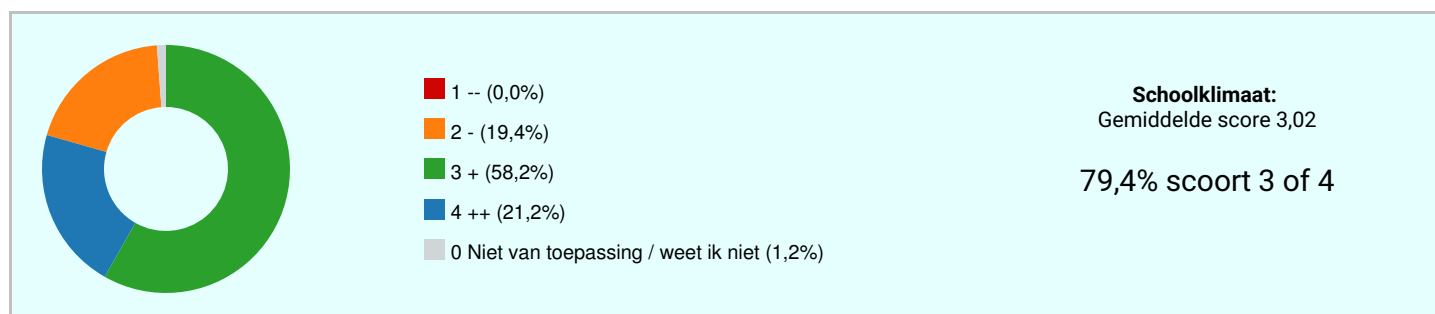 1 -- (0,0%)
2 - (19,4%)
3 + (58,2%)
4 ++ (21,2%)
0 Niet van toepassing / weet ik niet (1,2%)
Schoolklimaat:
Gemiddelde score 3,02
79,4% scoort 3 of 4